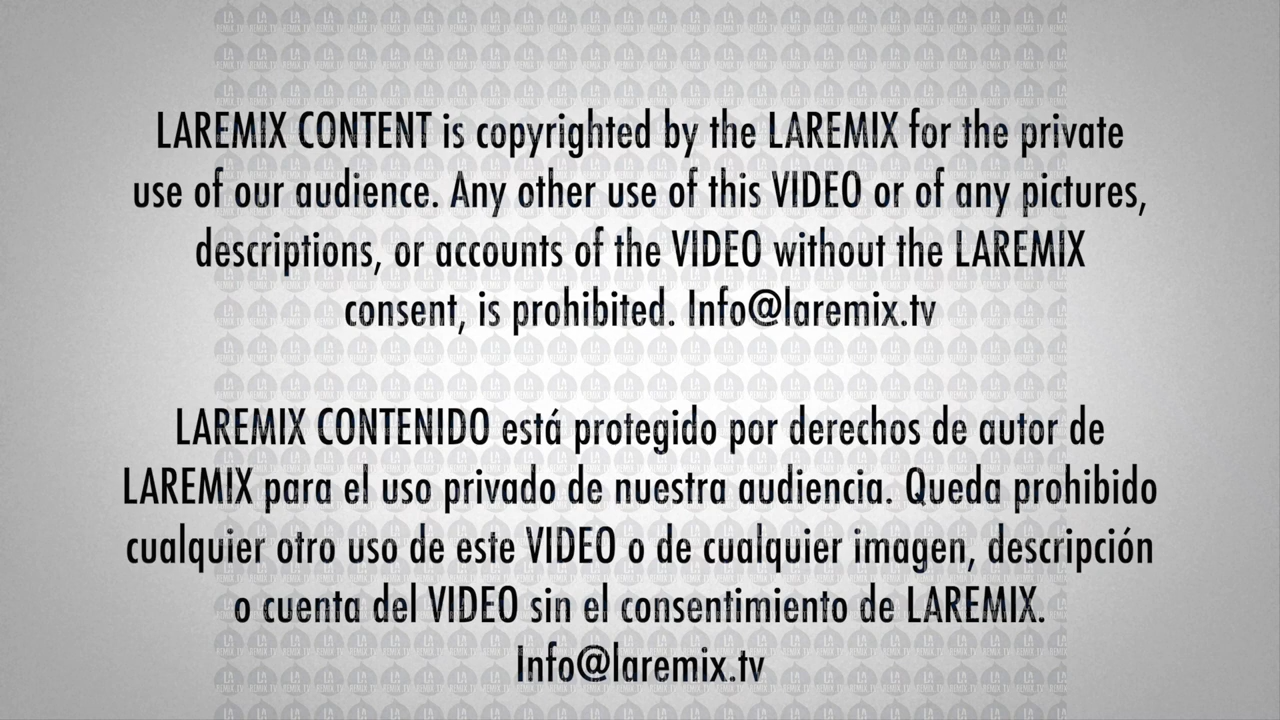 LAREMIX CONTENT is copyrighted by the LAREMIX for the private
use of our audience. Any other use of this VIDEO or of any pictures,
descriptions, or accounts of the VIDEO without the LAREMIX
consent, is prohibited. Info@laremix.tv
LAREMIX CONTENIDO está protegido por derechos de autor de
LAREMIX para el uso privado de nuestra audiencia. Queda prohibido
cualquier otro uso de este VIDEO o de cualquier imagen, descripción
o cuenta del VIDEO sin el consentimiento de LAREMIX.
Info@laremix.tv